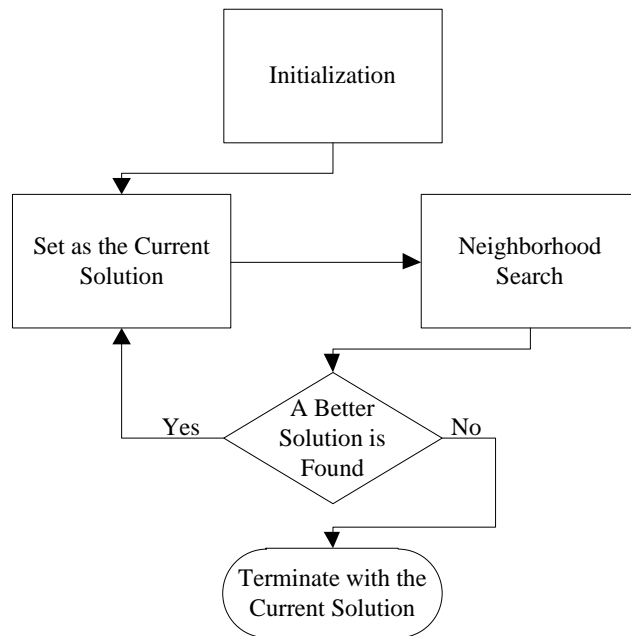 Initialization
Set as the Current
Solution
Neighborhood
Search
A Better
Solution is
Found
Yes
No
Terminate with the
Current Solution